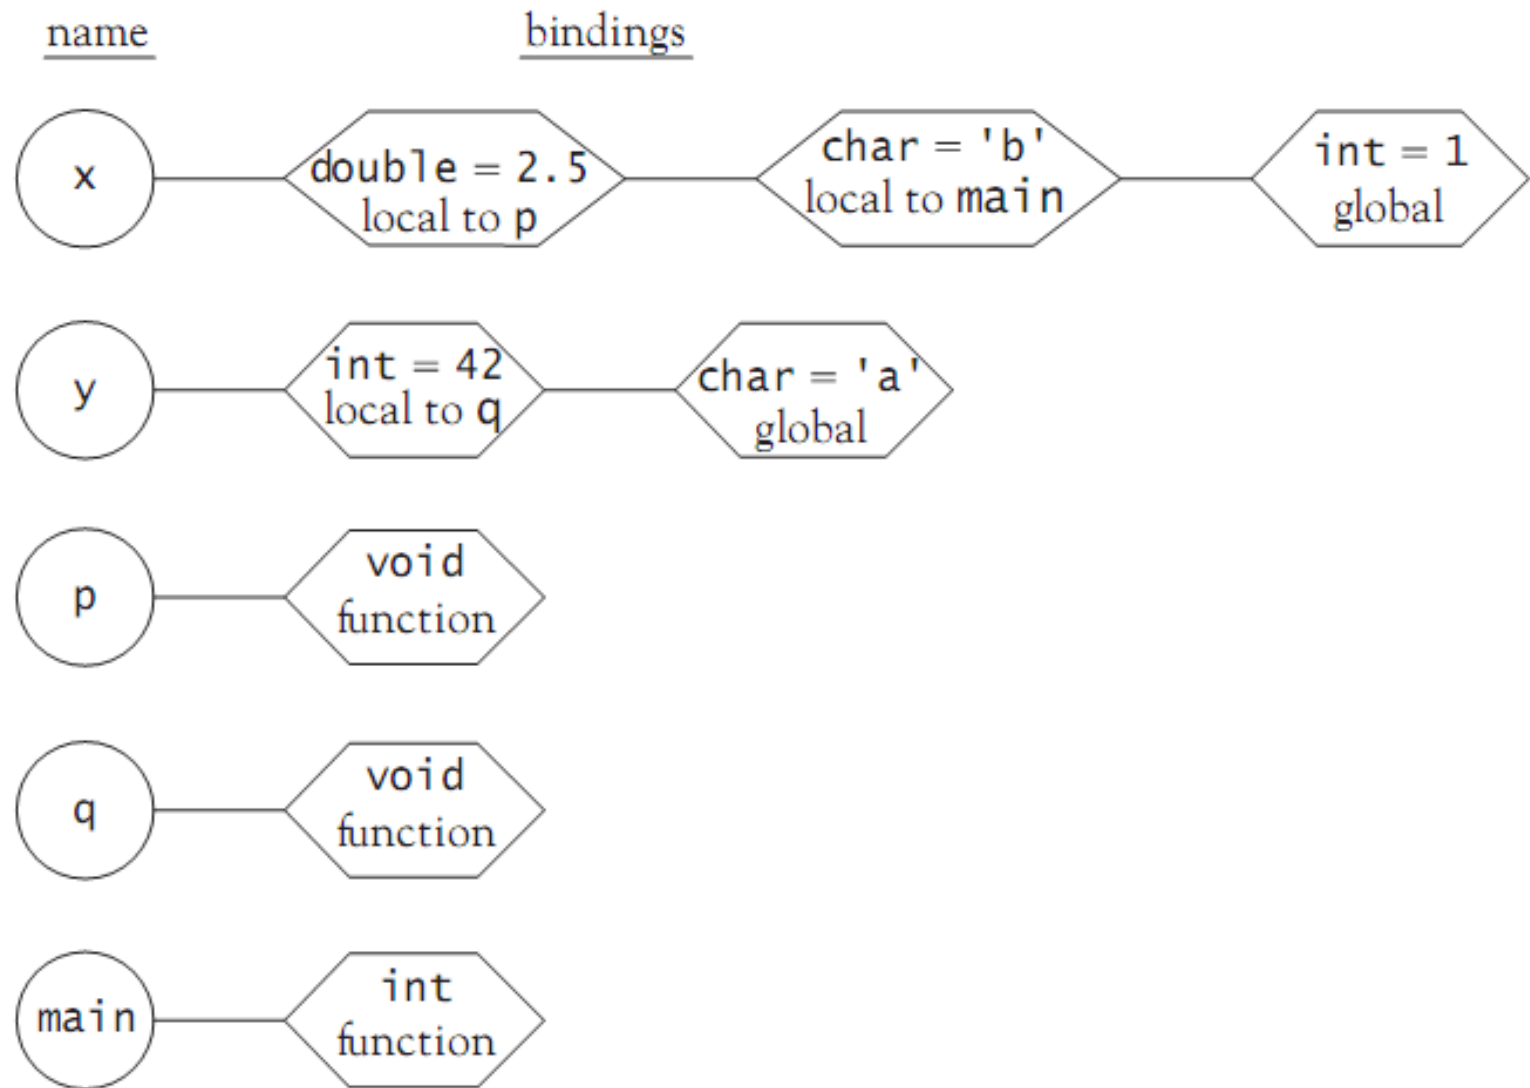 name bindings
x double = 2.5 char = 'b' int = 1
local to p local to main global
y int = 42 char = 'a'
local to q global
p void
function
q void
function
main int
function